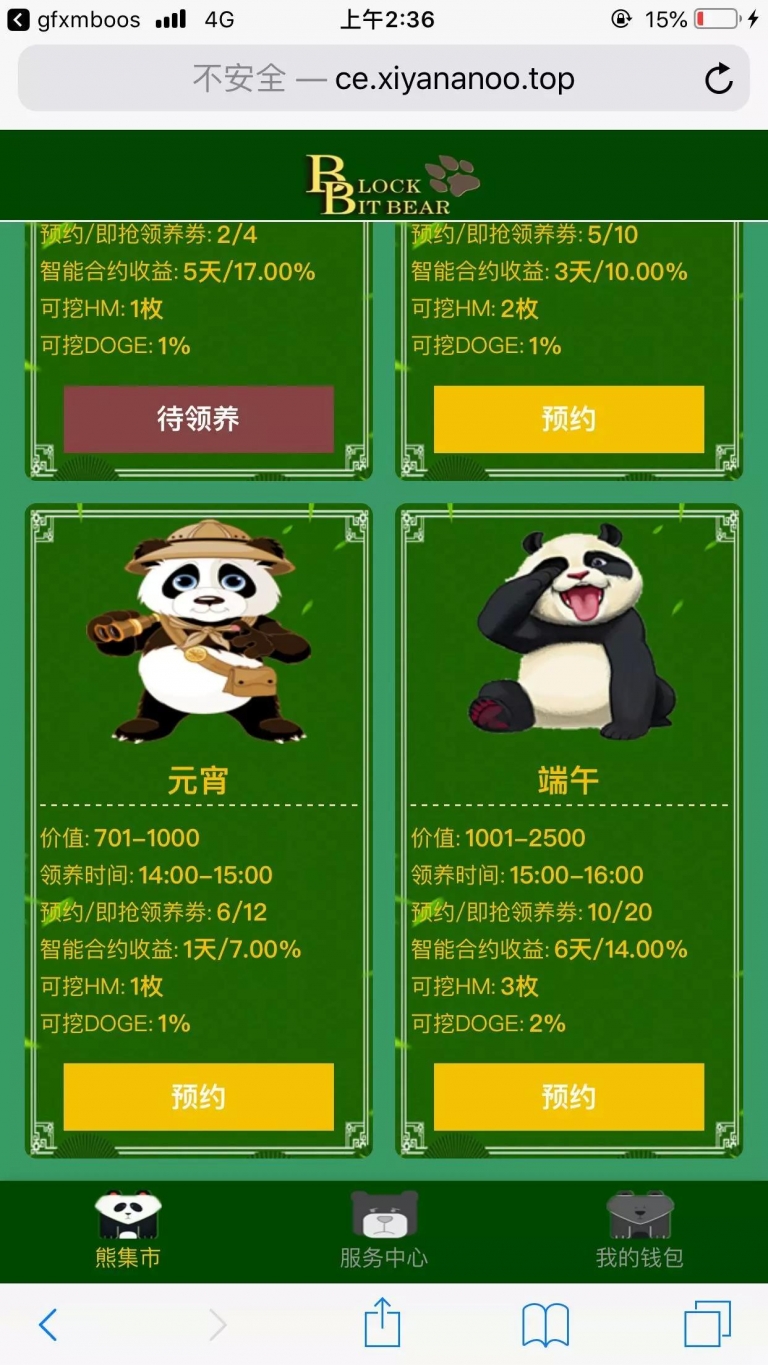 gfxmboos 4G 上午2:36 15%
不安全 — ce.xiyananoo.top
BLOCK
BIT BEAR
预约/即抢领养劵: 2/4
智能合约收益: 5天/17.00%
可挖HM: 1枚
可挖DOGE: 1%
待领养
预约/即抢领养劵: 5/10
智能合约收益: 3天/10.00%
可挖HM: 2枚
可挖DOGE: 1%
预约
元宵
价值: 701–1000
领养时间: 14:00–15:00
预约/即抢领养劵: 6/12
智能合约收益: 1天/7.00%
可挖HM: 1枚
可挖DOGE: 1%
预约
端午
价值: 1001–2500
领养时间: 15:00–16:00
预约/即抢领养劵: 10/20
智能合约收益: 6天/14.00%
可挖HM: 3枚
可挖DOGE: 2%
预约
熊集市
服务中心
我的钱包